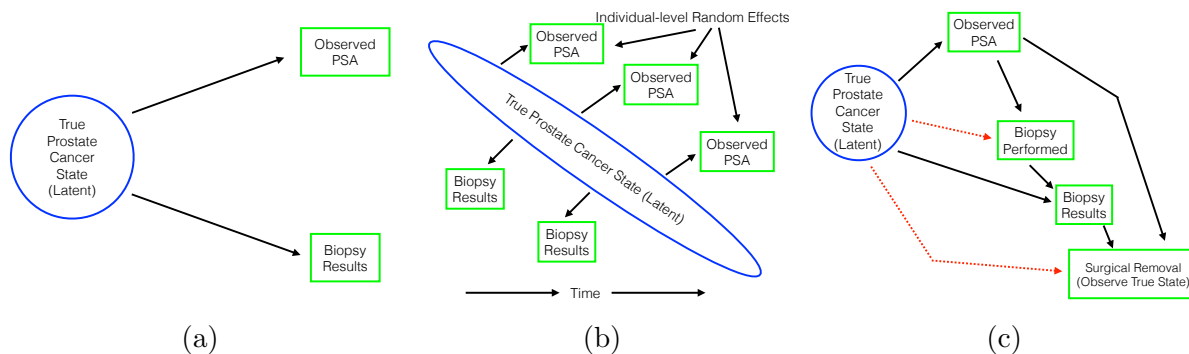 True
Prostate
Cancer
State
(Latent)
Observed
PSA
Biopsy
Results
(a)
Individual-level Random Effects
Observed
PSA
Observed
PSA
Observed
PSA
True Prostate Cancer State (Latent)
Biopsy
Results
Biopsy
Results
Time
(b)
True
Prostate
Cancer
State
(Latent)
Observed
PSA
Biopsy
Performed
Biopsy
Results
Surgical Removal
(Observe True State)
(c)